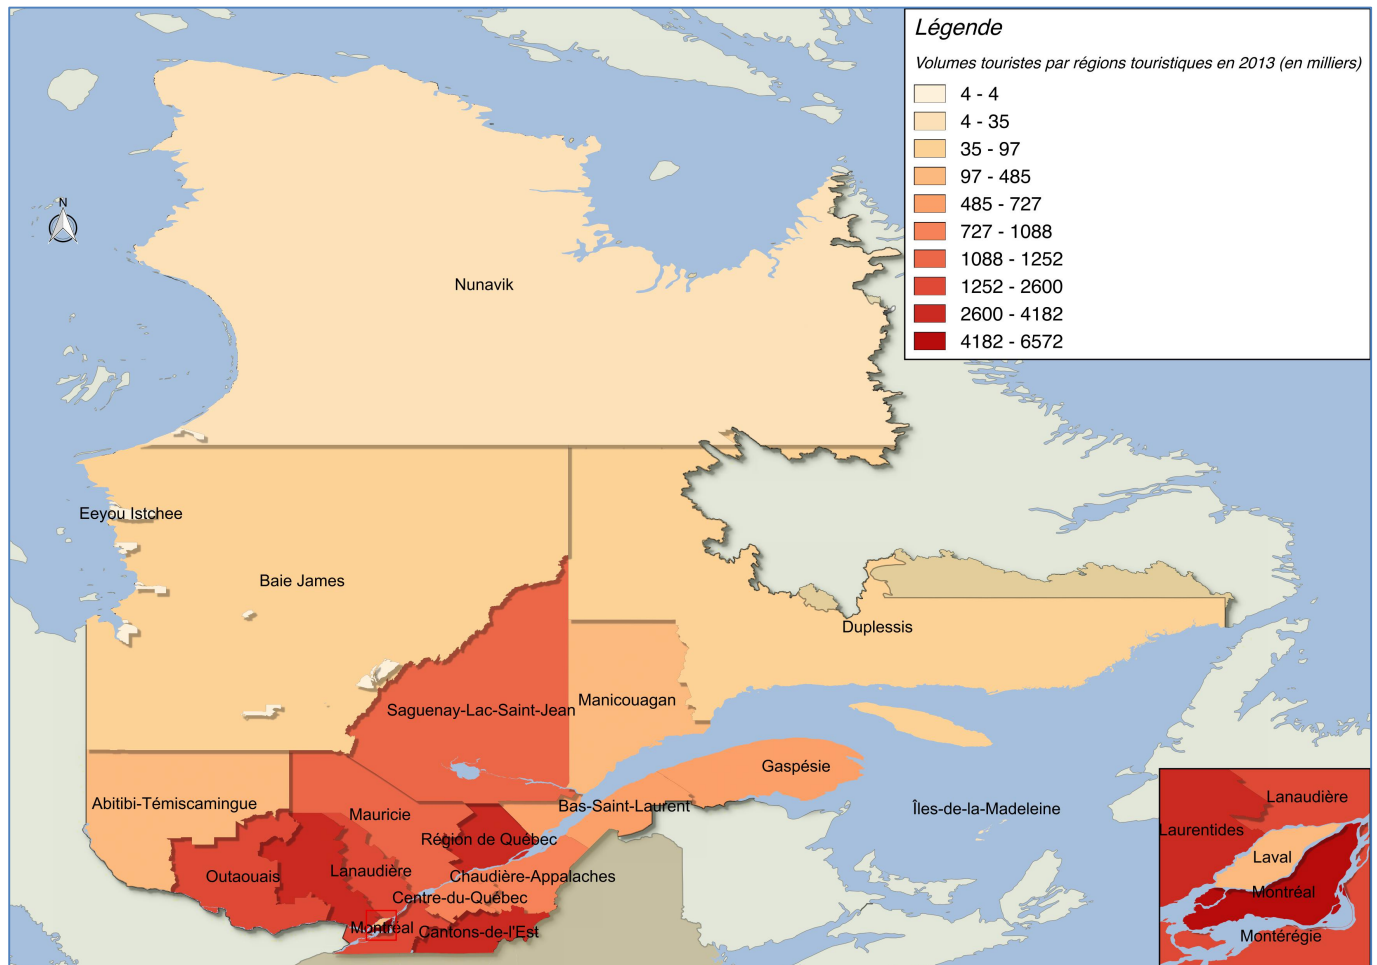 Légende
Volumes touristes par régions touristiques en 2013 (en milliers)
4 - 4
4 - 35
35 - 97
97 - 485
485 - 727
727 - 1088
1088 - 1252
1252 - 2600
2600 - 4182
4182 - 6572
N
Nunavik
Eeyou Istchee
Baie James
Duplessis
Saguenay-Lac-Saint-Jean
Manicouagan
Gaspésie
Abitibi-Témiscamingue
Bas-Saint-Laurent
Îles-de-la-Madeleine
Mauricie
Région de Québec
Outaouais
Lanaudière
Chaudière-Appalaches
Centre-du-Québec
Montréal
Cantons-de-l'Est
Lanaudière
Laurentides
Laval
Montréal
Montérégie